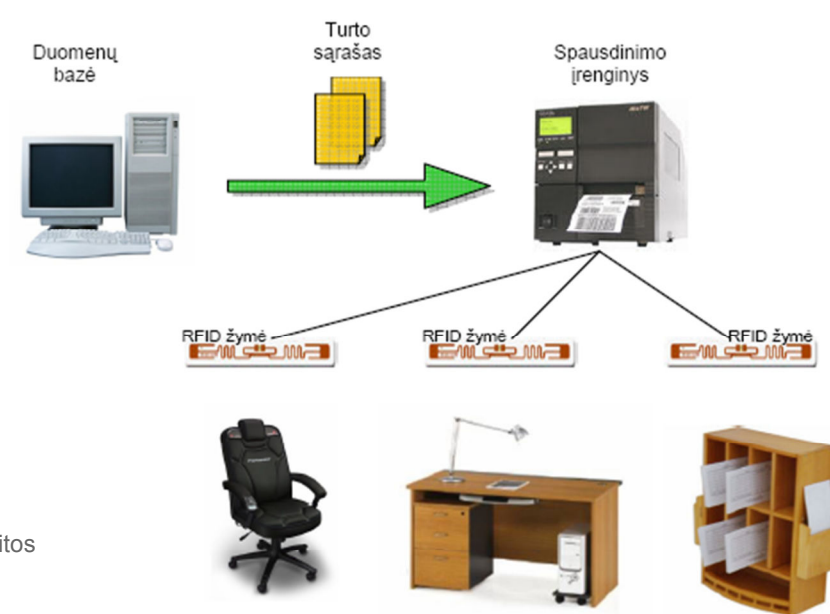 Duomenų
bazė
Turto
sąrašas
Spausdinimo
įrenginys
RFID žymė
RFID žymė
RFID žymė
itos